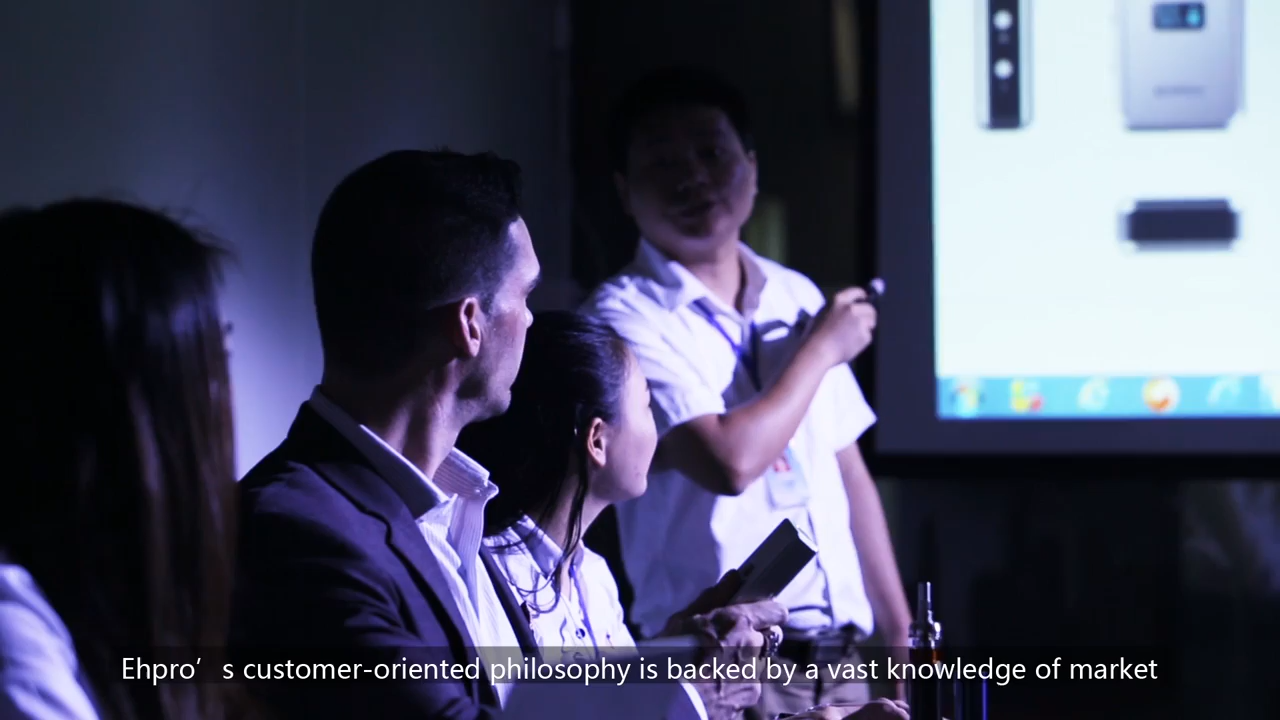 Ehpro’s customer-oriented philosophy is backed by a vast knowledge of market